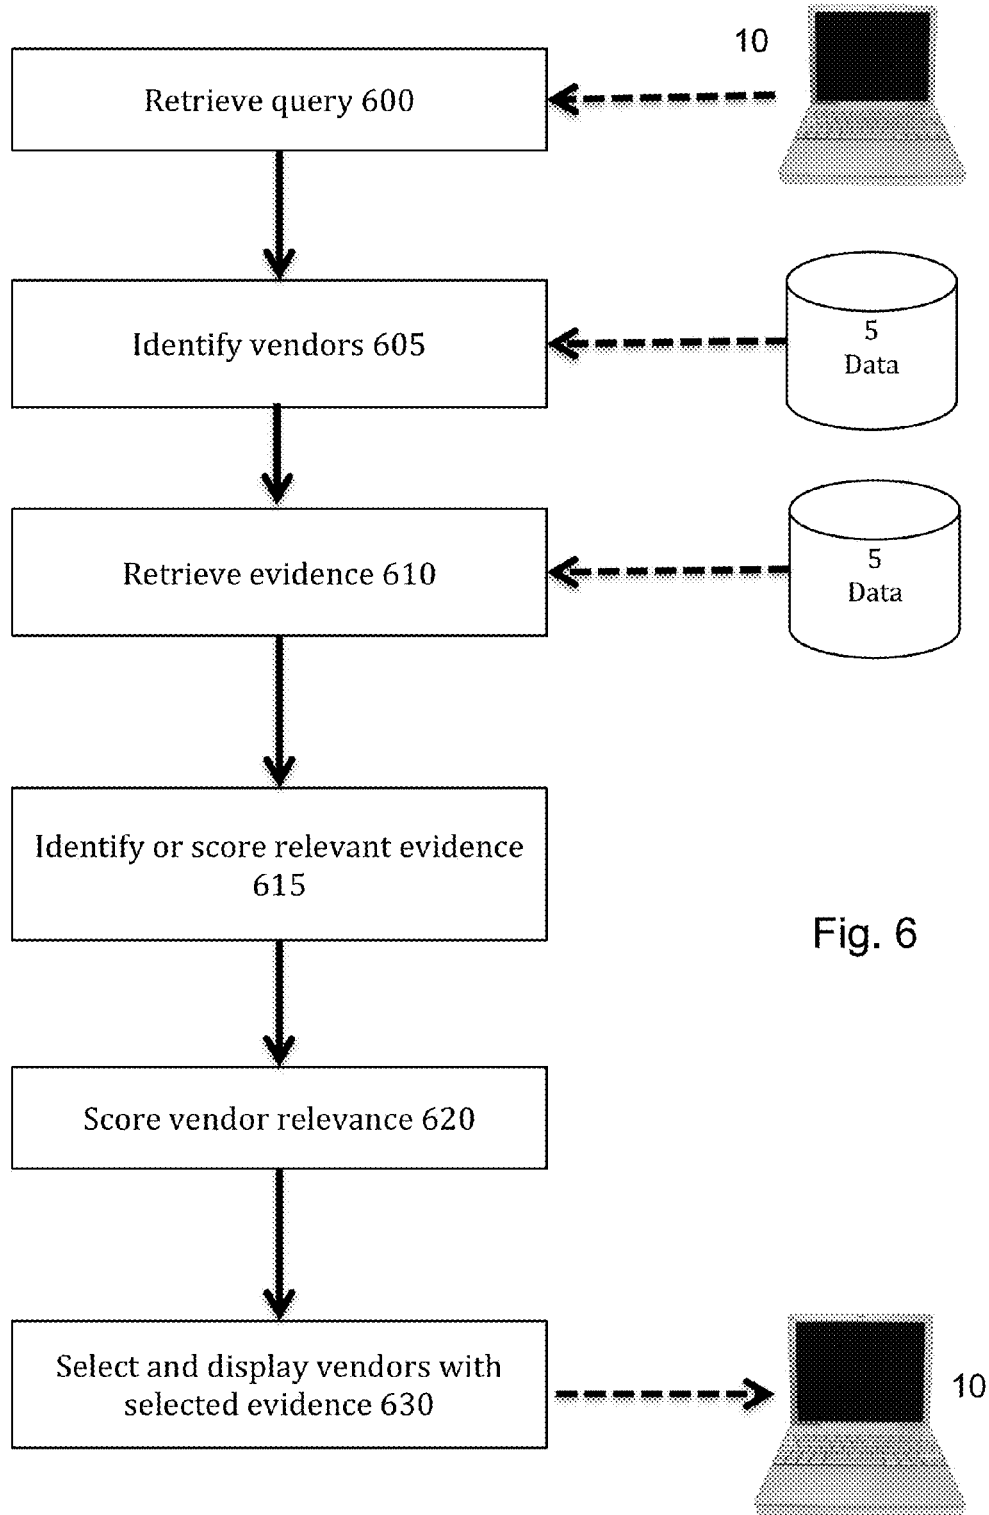 10
Retrieve query 600
Identify vendors 605
5
Data
Retrieve evidence 610
5
Data
Identify or score relevant evidence
615
Fig. 6
Score vendor relevance 620
Select and display vendors with
selected evidence 630
10